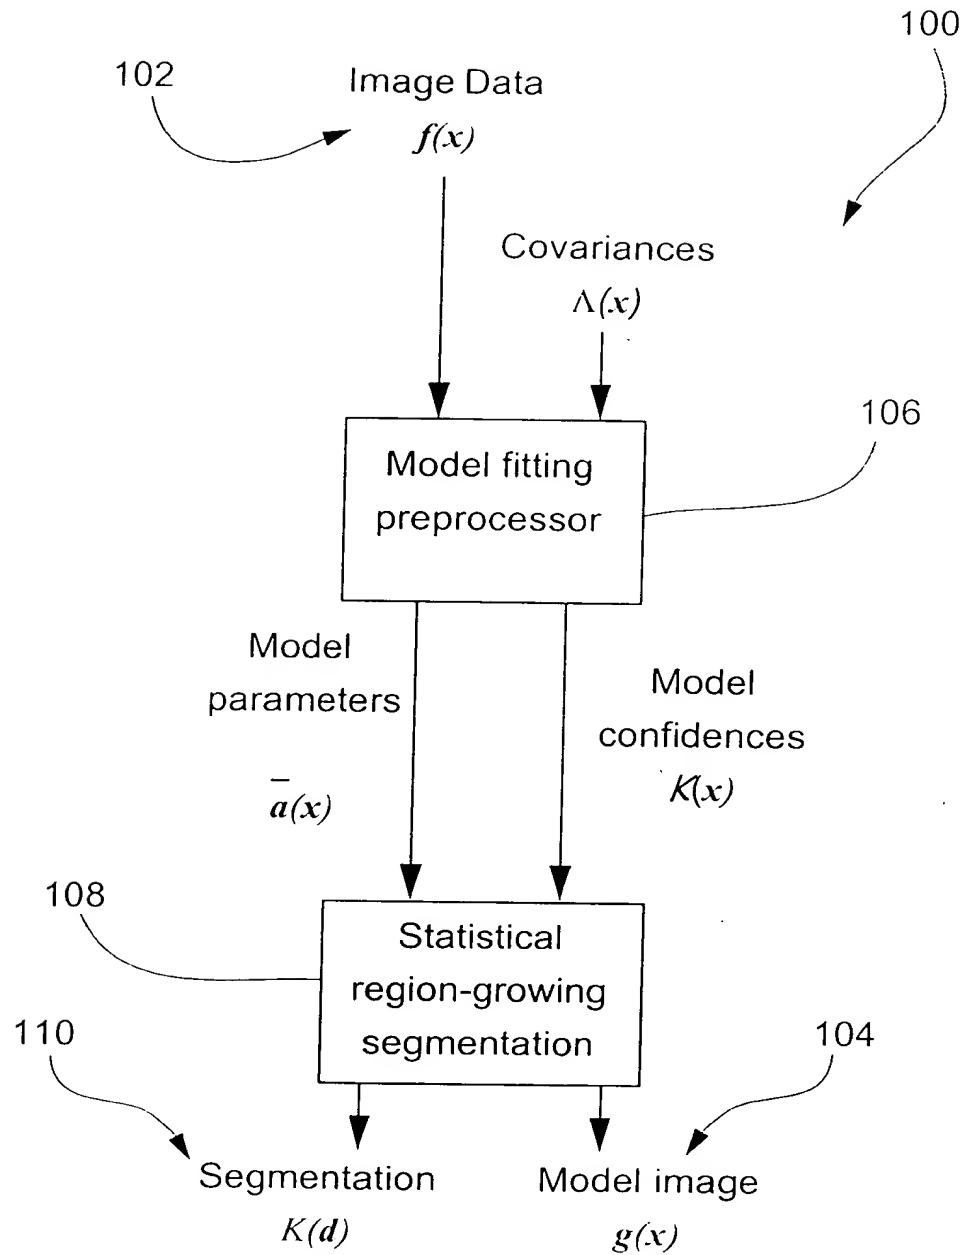 100
102
Image Data
f(x)
Covariances
Λ(x)
106
Model fitting
preprocessor
Model
parameters
a̅(x)
Model
confidences
K(x)
108
Statistical
region-growing
segmentation
110
104
Segmentation
K(d)
Model image
g(x)